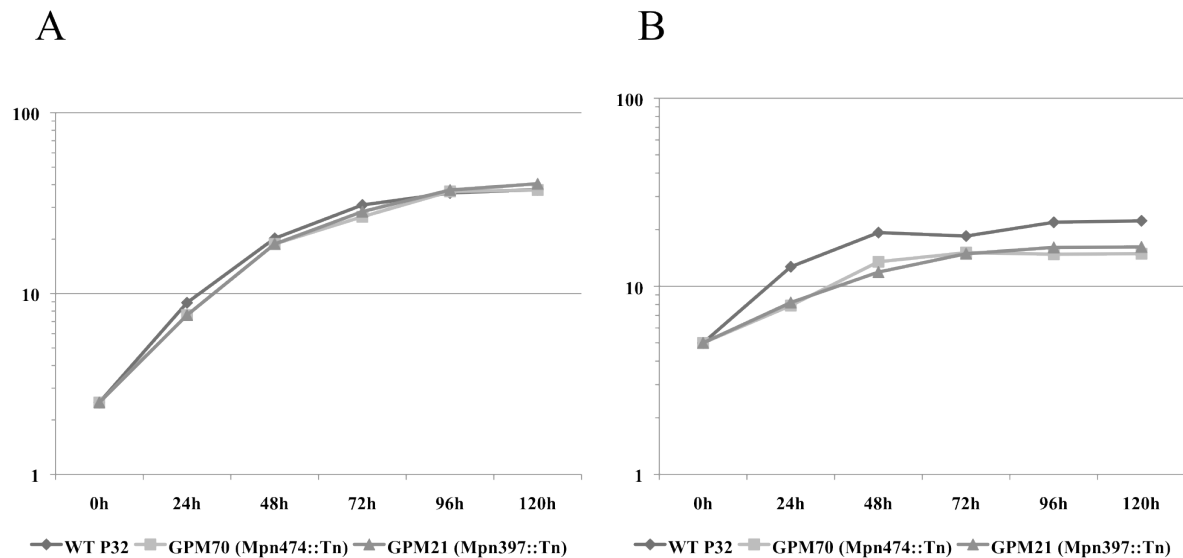 A
B
100
10
1
0h 24h 48h 72h 96h 120h
WT P32 GPM70 (Mpn474::Tn) GPM21 (Mpn397::Tn)
100
10
1
0h 24h 48h 72h 96h 120h
WT P32 GPM70 (Mpn474::Tn) GPM21 (Mpn397::Tn)